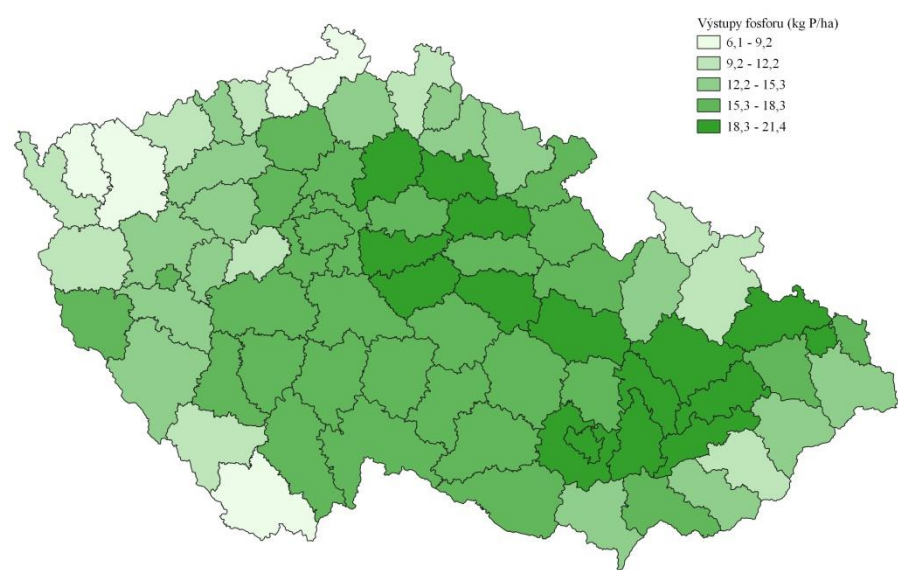 Výstupy fosforu (kg P/ha)
6,1 - 9,2
9,2 - 12,2
12,2 - 15,3
15,3 - 18,3
18,3 - 21,4